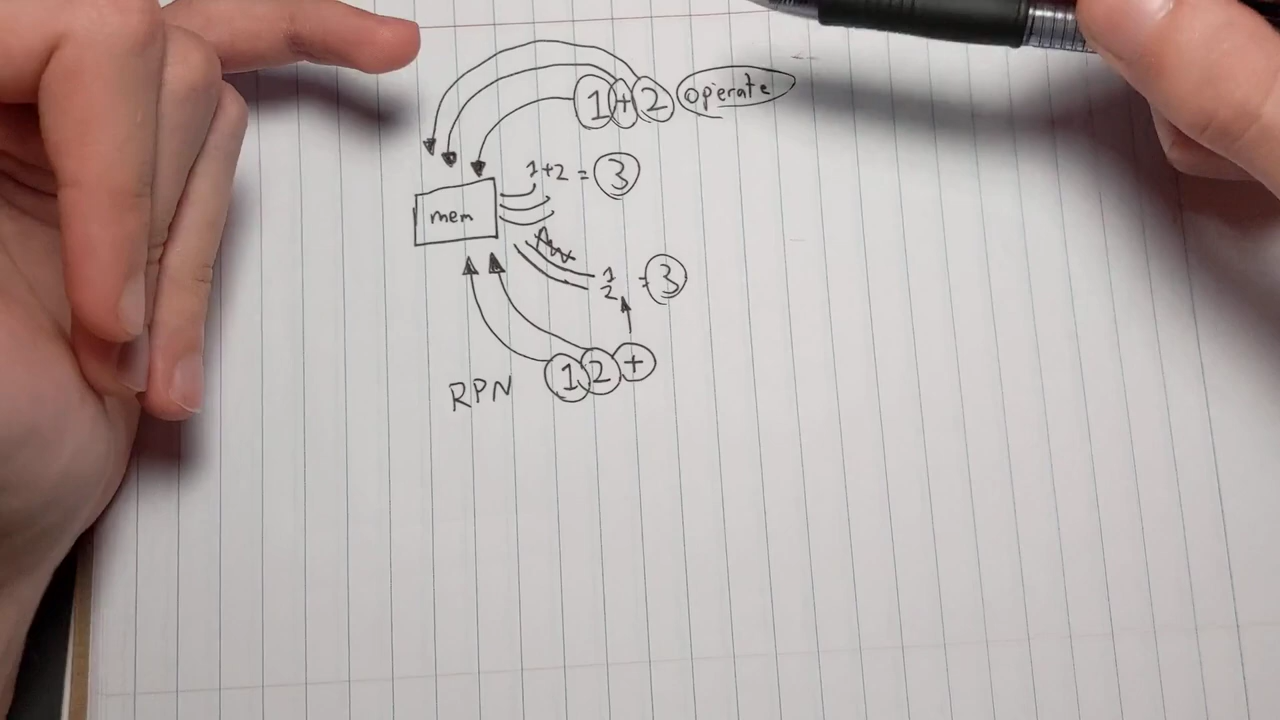 1 + 2 operate
1+2 = 3
mem
1
2 = 3
RPN 1 2 +